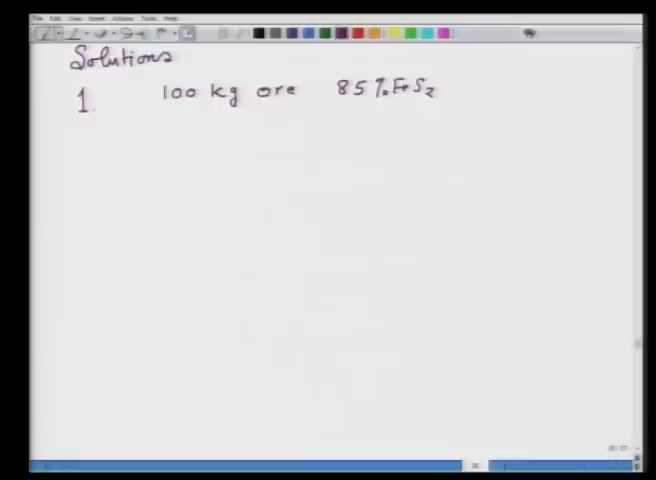 Solutions
1. 100 kg ore 85% FeS₂